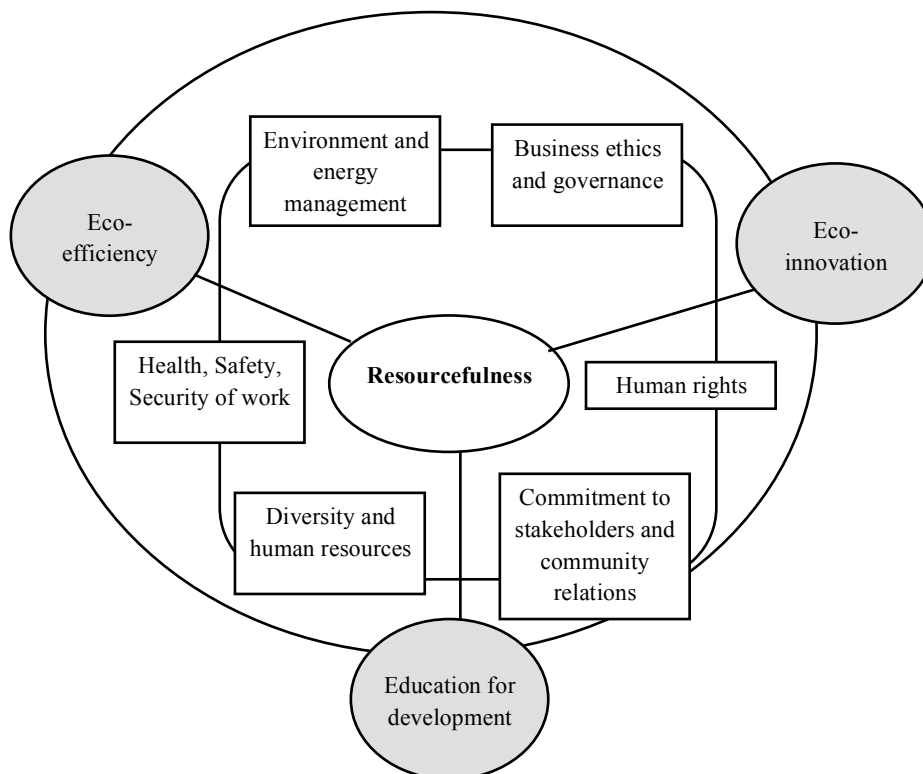 Environment and
energy
management
Business ethics
and governance
Eco-
efficiency
Eco-
innovation
Health, Safety,
Security of work
Resourcefulness
Human rights
Diversity and
human resources
Commitment to
stakeholders and
community
relations
Education for
development